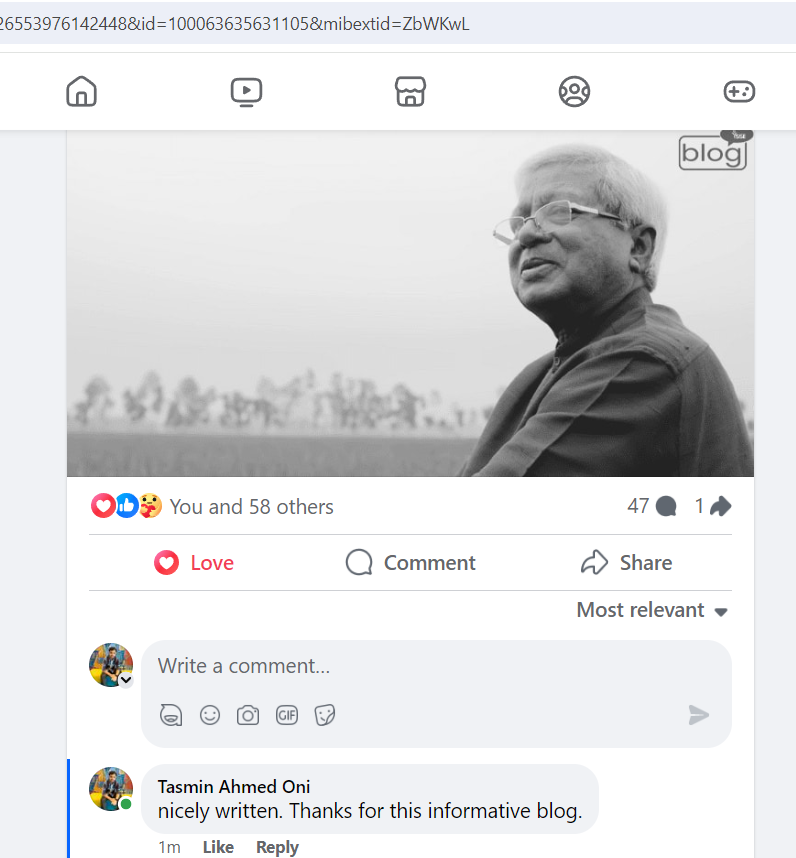 26553976142448&id=100063635631105&mibextid=ZbWKwL
blog
You and 58 others
47
1
Love
Comment
Share
Most relevant
Write a comment...
GIF
Tasmin Ahmed Oni
nicely written. Thanks for this informative blog.
1m Like Reply